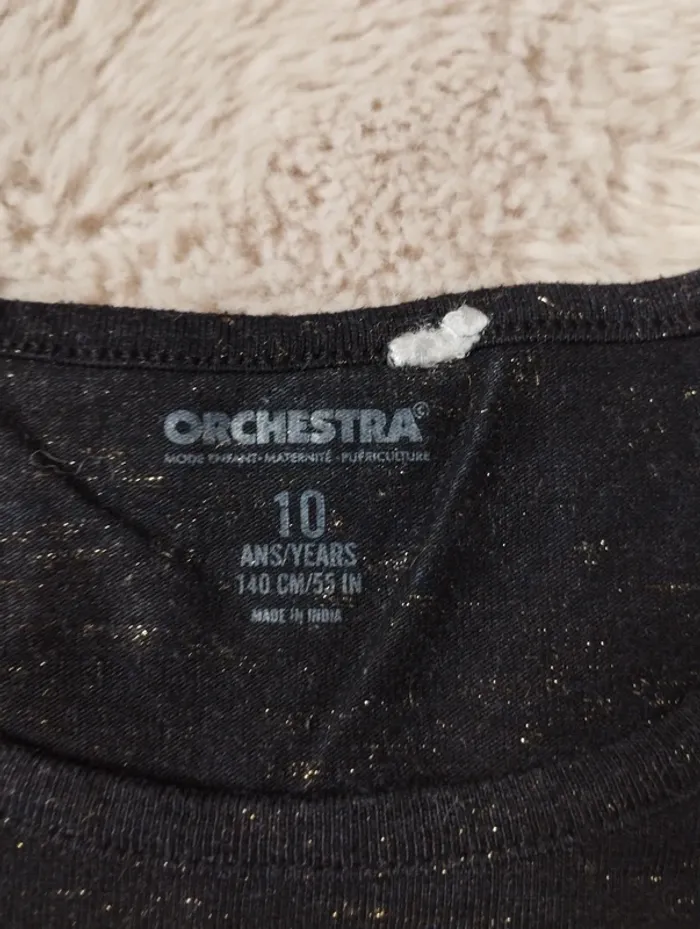 ORCHESTRA©
MODE ENFANT-MATERNITÉ-PUÉRICULTURE
10
ANS/YEARS
140 CM/55 IN
MADE IN INDIA